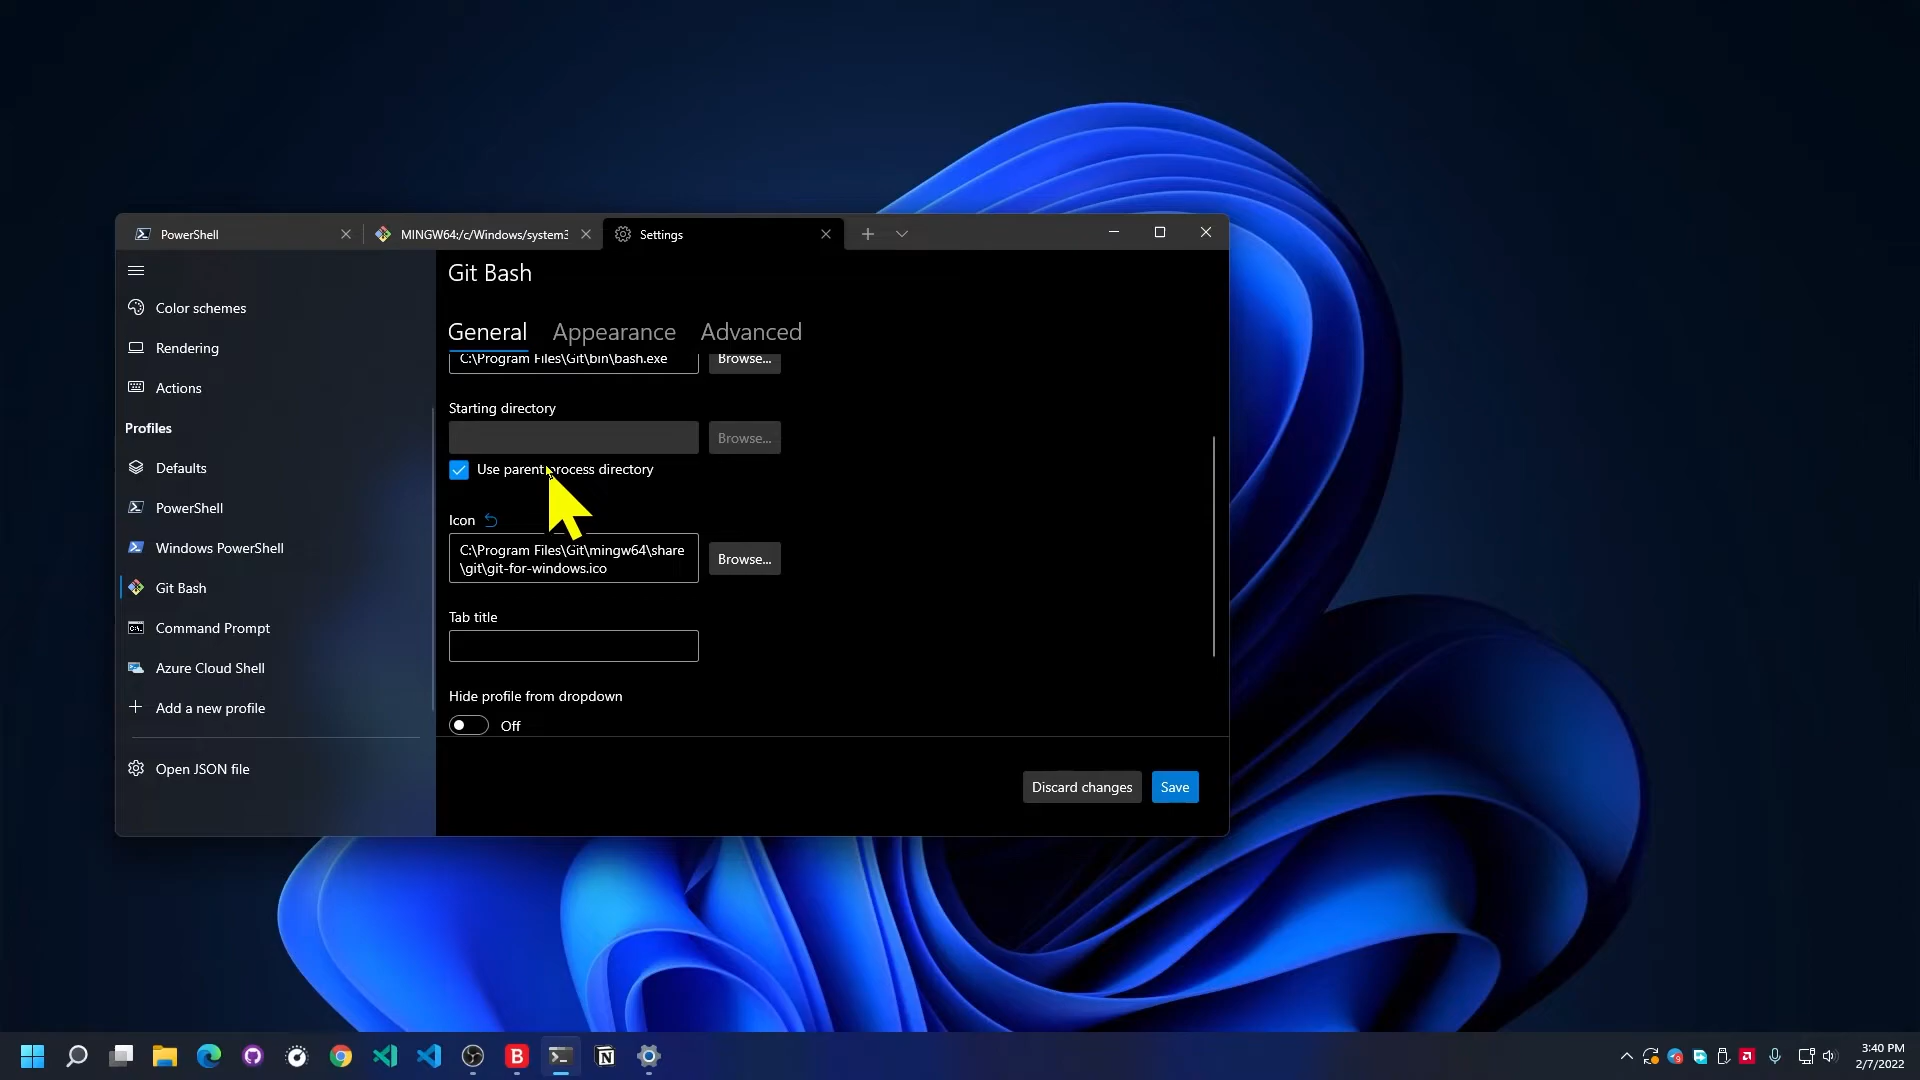 PowerShell
MINGW64:/c/Windows/system3
Settings
Git Bash
Color schemes
Rendering
Actions
Profiles
Defaults
PowerShell
Windows PowerShell
Git Bash
Command Prompt
Azure Cloud Shell
Add a new profile
Open JSON file
General Appearance Advanced
C:\Program Files\Git\bin\bash.exe
Browse...
Starting directory
Browse...
Use parent process directory
Icon
C:\Program Files\Git\mingw64\share
\git\git-for-windows.ico
Browse...
Tab title
Hide profile from dropdown
Off
Discard changes
Save
3:40 PM
2/7/2022